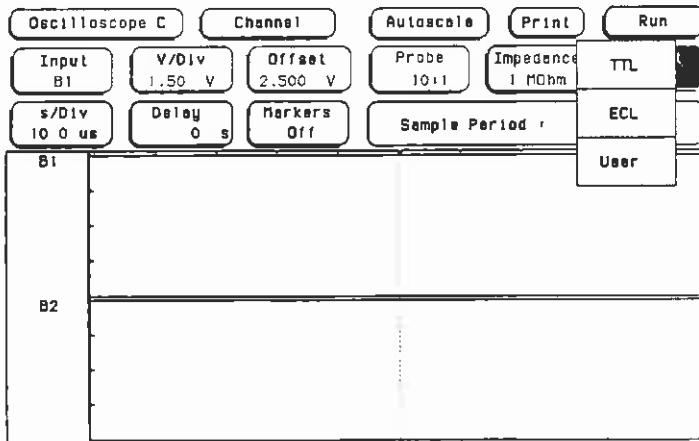 Oscilloscope C Channel Autoscale Print Run
Input V/Div Offset Probe Impedance
B1 1.50 V 2.500 V 10:1 1 MOhm
TTL
s/Div Delay Markers
10.0 us 0 s Off
Sample Period
ECL
User
B1
B2